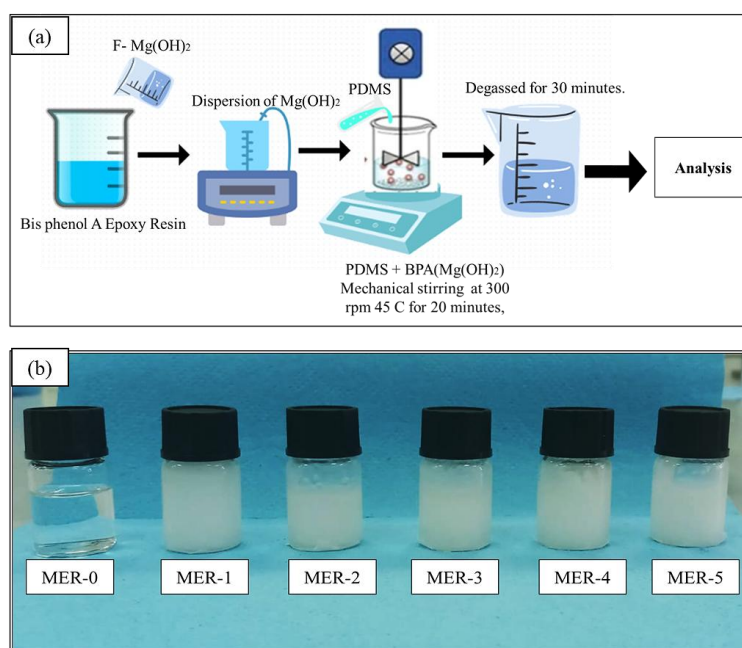 (a)
F- Mg(OH)2
Dispersion of Mg(OH)2
PDMS
Degassed for 30 minutes.
Analysis
Bis phenol A Epoxy Resin
PDMS + BPA(Mg(OH)2)
Mechanical stirring at 300
rpm 45 C for 20 minutes,
(b)
MER-0
MER-1
MER-2
MER-3
MER-4
MER-5